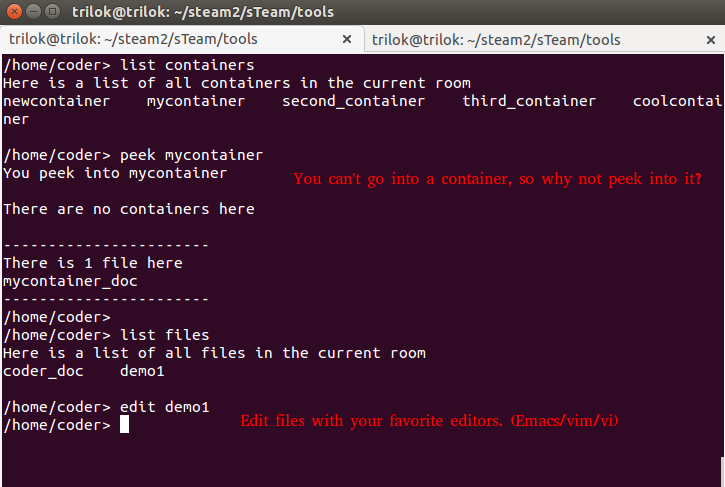 trilok@trilok: ~/steam2/sTeam/tools
trilok@trilok: ~/steam2/sTeam/tools × trilok@trilok: ~/steam2/sTeam/tools ×
/home/coder> list containers
Here is a list of all containers in the current room
newcontainer    mycontainer    second_container    third_container    coolcontai
ner
/home/coder> peek mycontainer
You peek into mycontainer
You can't go into a container, so why not peek into it?
There are no containers here
-----------------------
There is 1 file here
mycontainer_doc
-----------------------
/home/coder>
/home/coder> list files
Here is a list of all files in the current room
coder_doc    demo1
/home/coder> edit demo1
Edit files with your favorite editors. (Emacs/vim/vi)
/home/coder>